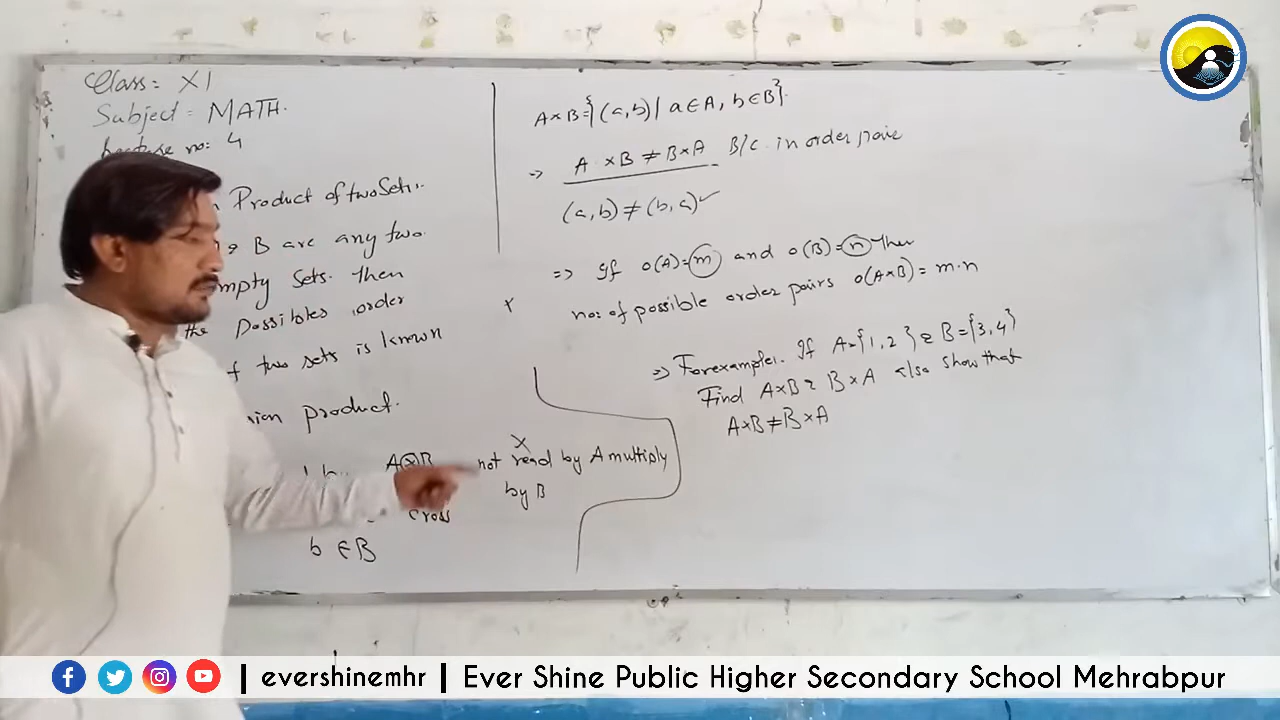 Class: XI
Subject = MATH.
no: 4
Product of two Sets:-
B are any two
empty sets. Then
the Possibles order
of two sets is known
product.
A⊗B
cross
b ∈ B
X
not read by A multiply
by B
A×B={(a,b)| a∈A, b∈B}.
=> A ×B ≠ B×A B/c. in order pair
(a,b) ≠ (b,a) ✓
=> If o(A)=m and o(B)=n Then
no: of possible order pairs o(A×B) = m·n
=> For example:. If A={1,2} & B={3,4}
Find A×B & B×A also show that
A×B≠B×A
| evershinemhr | Ever Shine Public Higher Secondary School Mehrabpur